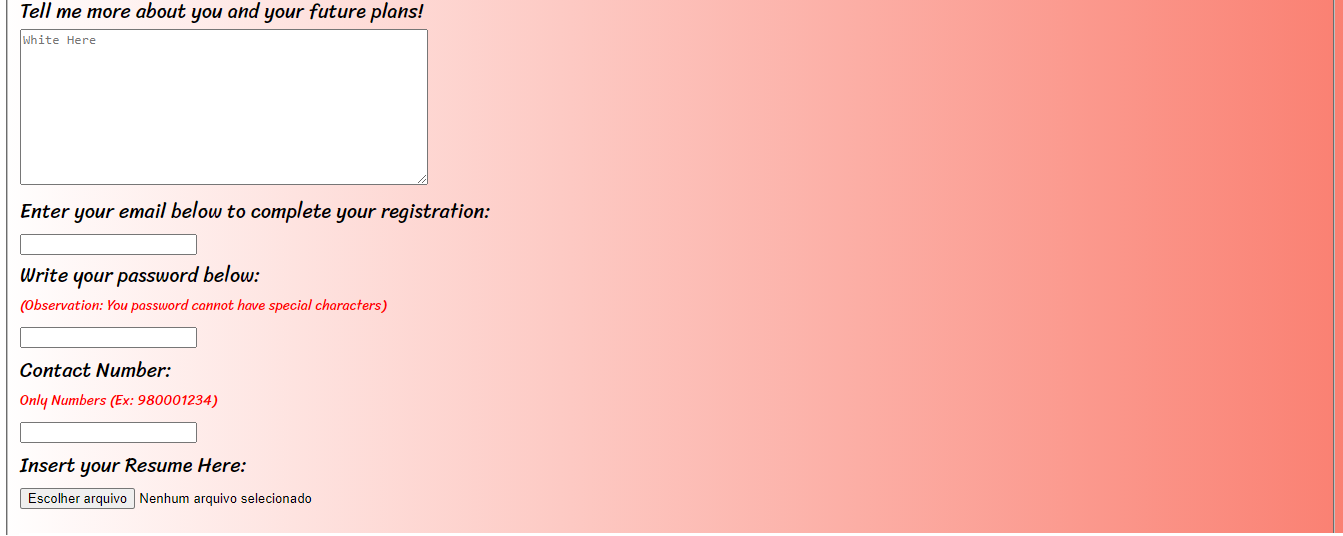 Tell me more about you and your future plans!
White Here
Enter your email below to complete your registration:
Write your password below:
(Observation: You password cannot have special characters)
Contact Number:
Only Numbers (Ex: 980001234)
Insert your Resume Here:
Escolher arquivo Nenhum arquivo selecionado